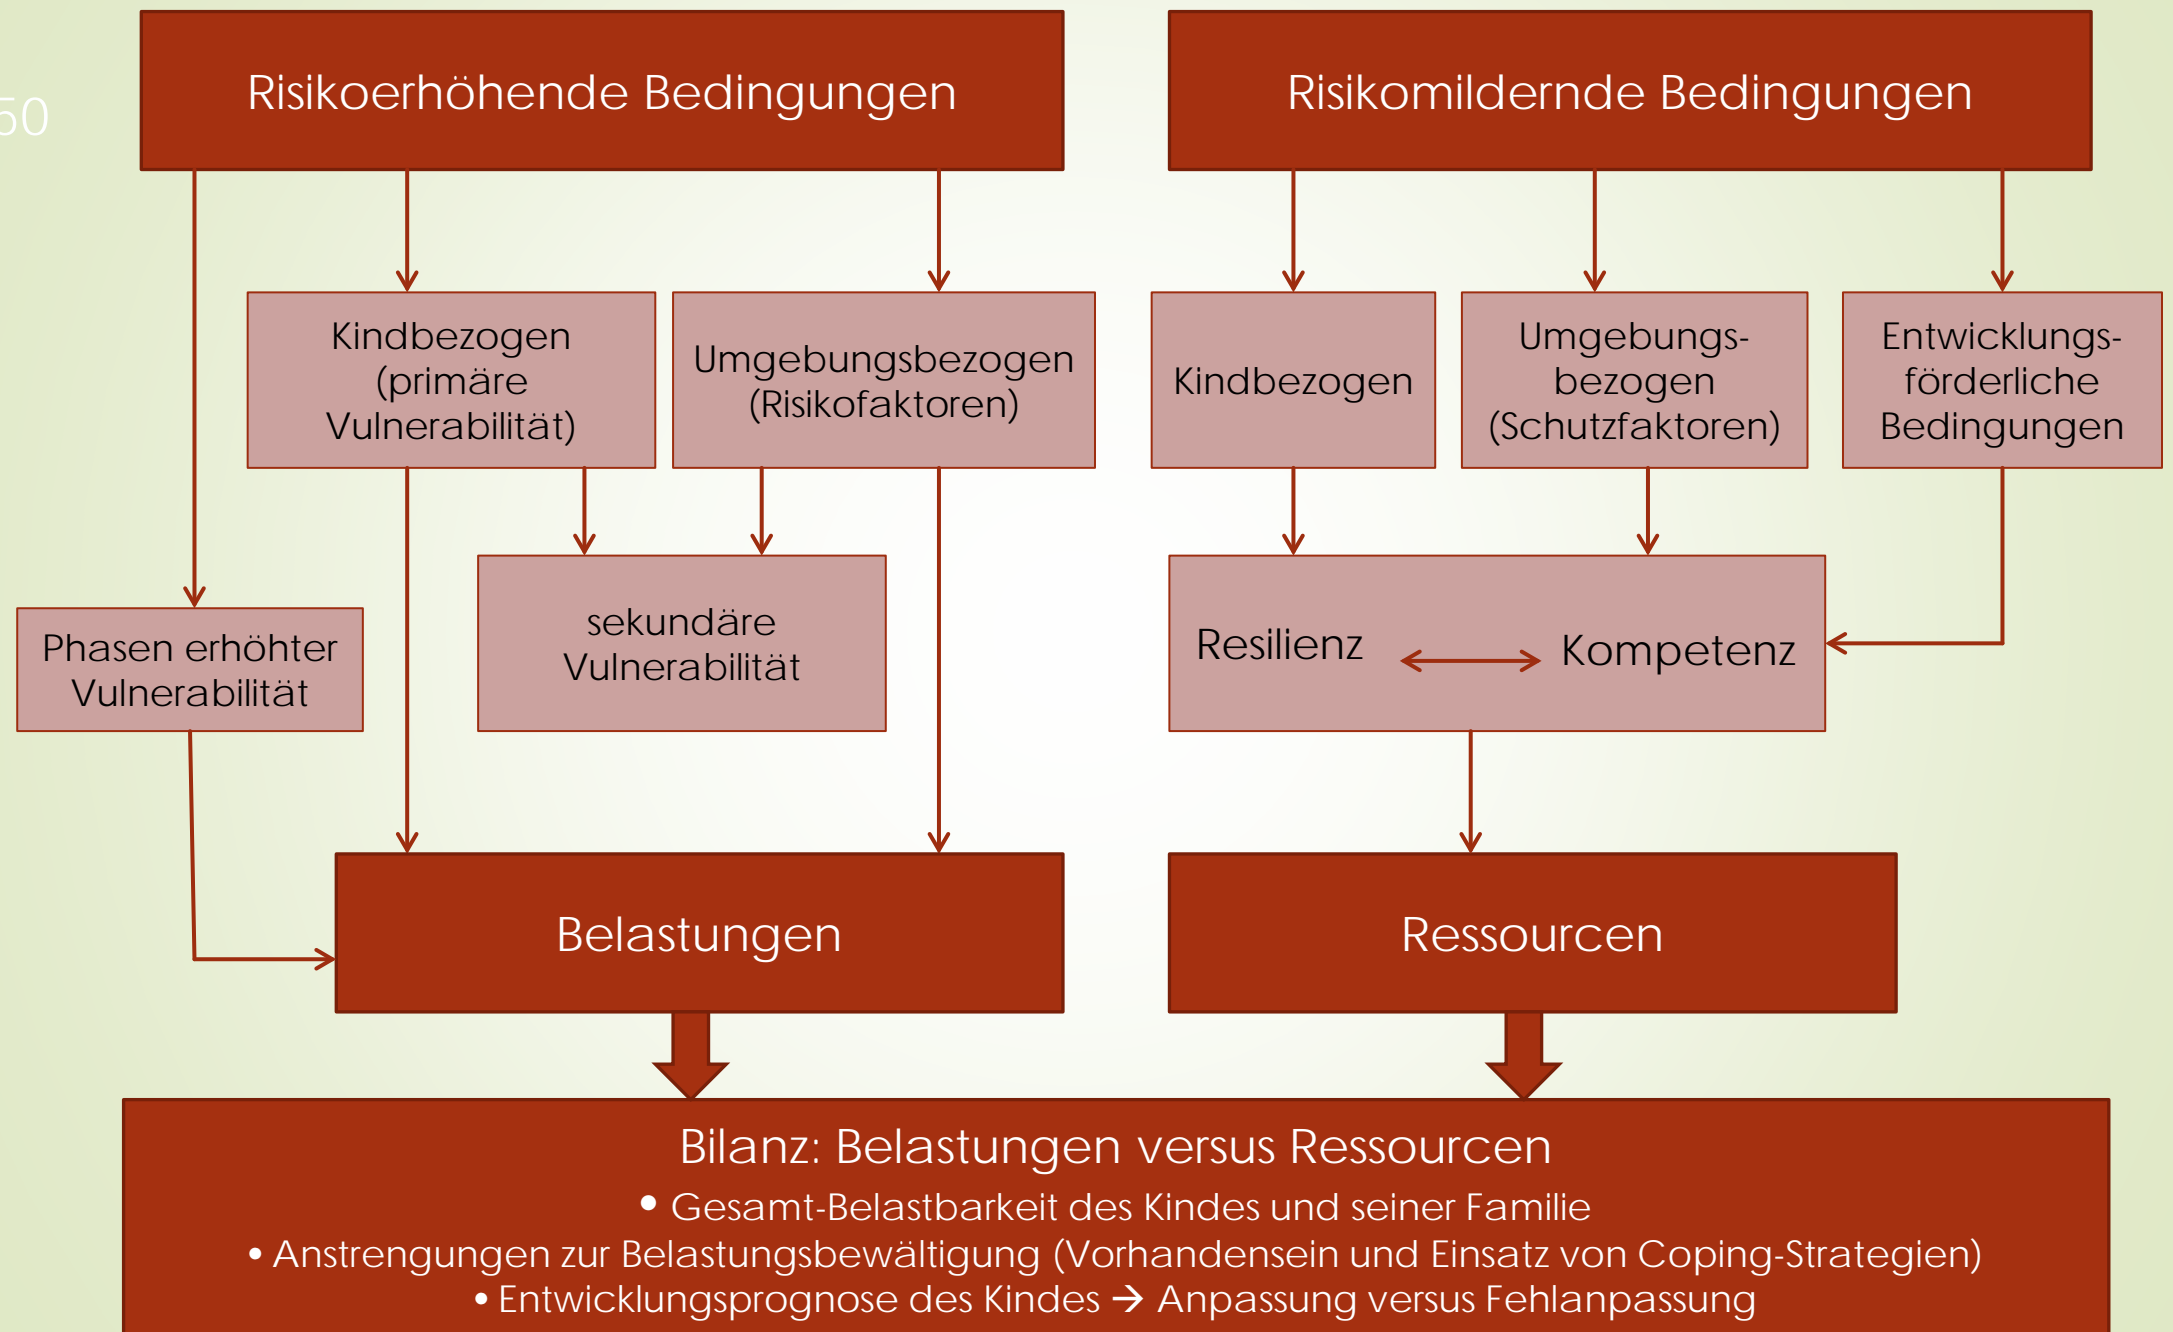 Risikoerhöhende Bedingungen
Risikomildernde Bedingungen
Kindbezogen
(primäre
Vulnerabilität)
Umgebungsbezogen
(Risikofaktoren)
Kindbezogen
Umgebungs-
bezogen
(Schutzfaktoren)
Entwicklungs-
förderliche
Bedingungen
Phasen erhöhter
Vulnerabilität
sekundäre
Vulnerabilität
Resilienz
Kompetenz
Belastungen
Ressourcen
Bilanz: Belastungen versus Ressourcen
• Gesamt-Belastbarkeit des Kindes und seiner Familie
• Anstrengungen zur Belastungsbewältigung (Vorhandensein und Einsatz von Coping-Strategien)
• Entwicklungsprognose des Kindes → Anpassung versus Fehlanpassung